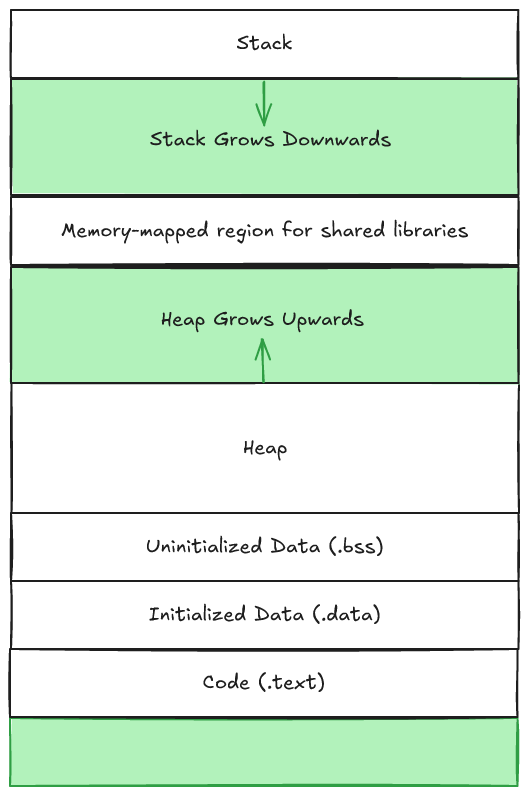 Stack
Stack Grows Downwards
Memory-mapped region for shared libraries
Heap Grows Upwards
Heap
Uninitialized Data (.bss)
Initialized Data (.data)
Code (.text)